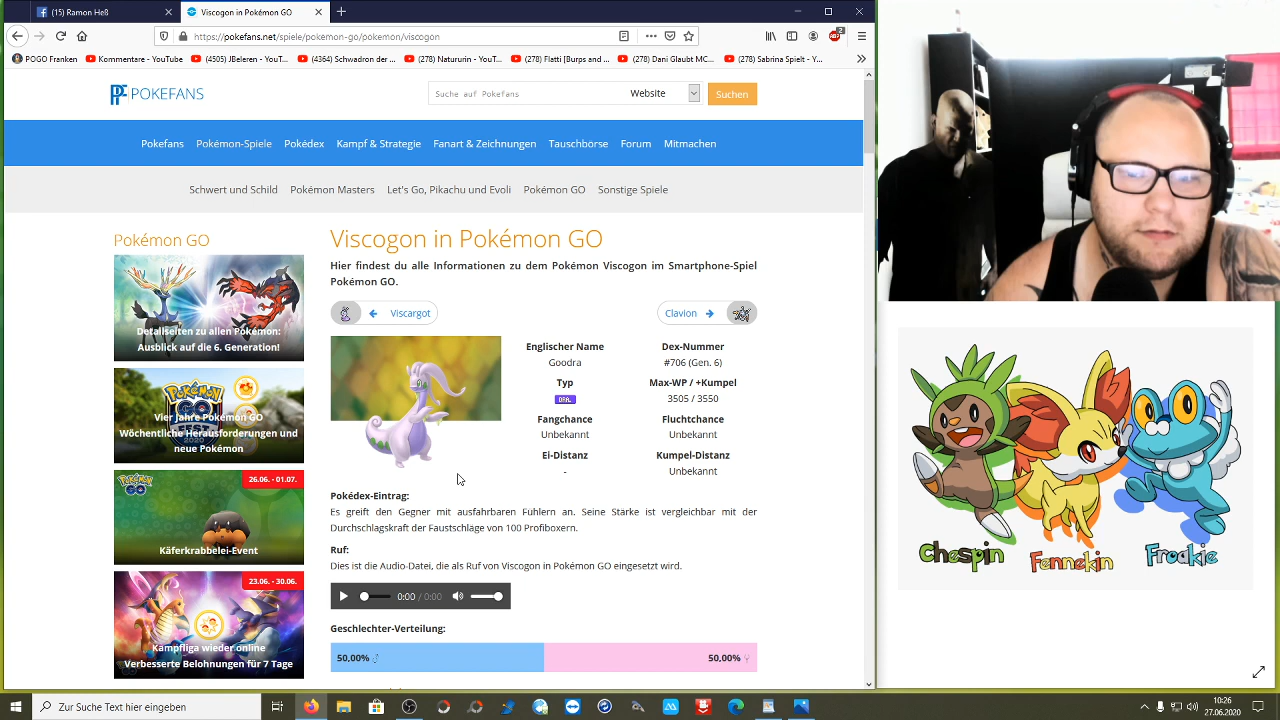 (15) Ramon Heß
Viscogon in Pokémon GO
https://pokefans.net/spiele/pokemon-go/pokemon/viscogon
POGO Franken
Kommentare - YouTube
(4505) JBeleren - YouT...
(4364) Schwadron der ...
(278) Natururin - YouT...
(278) Flatti [Burps and ...
(278) Dani Glaubt MC...
(278) Sabrina Spielt - Y...
POKEFANS
Suche auf Pokefans
Website
Suchen
Pokefans
Pokémon-Spiele
Pokédex
Kampf & Strategie
Fanart & Zeichnungen
Tauschbörse
Forum
Mitmachen
Schwert und Schild
Pokémon Masters
Let's Go, Pikachu und Evoli
Pokémon GO
Sonstige Spiele
Pokémon GO
Detailseiten zu allen Pokémon:
Ausblick auf die 6. Generation!
Vier Jahre Pokémon GO
Wöchentliche Herausforderungen und
neue Pokémon
26.06. - 01.07.
Käferkrabbelei-Event
23.06. - 30.06.
Kampfliga wieder online
Verbesserte Belohnungen für 7 Tage
Viscogon in Pokémon GO
Hier findest du alle Informationen zu dem Pokémon Viscogon im Smartphone-Spiel
Pokémon GO.
Viscargot
Clavion
Englischer Name
Goodra
Dex-Nummer
#706 (Gen. 6)
Typ
DRA.
Max-WP / +Kumpel
3505 / 3550
Fangchance
Unbekannt
Fluchtchance
Unbekannt
Ei-Distanz
-
Kumpel-Distanz
Unbekannt
Pokédex-Eintrag:
Es greift den Gegner mit ausfahrbaren Fühlern an. Seine Stärke ist vergleichbar mit der
Durchschlagskraft der Faustschläge von 100 Profiboxern.
Ruf:
Dies ist die Audio-Datei, die als Ruf von Viscogon in Pokémon GO eingesetzt wird.
0:00 / 0:00
Geschlechter-Verteilung:
50,00%
50,00%
Chespin
Fennekin
Froakie
Zur Suche Text hier eingeben
10:26
27.06.2020